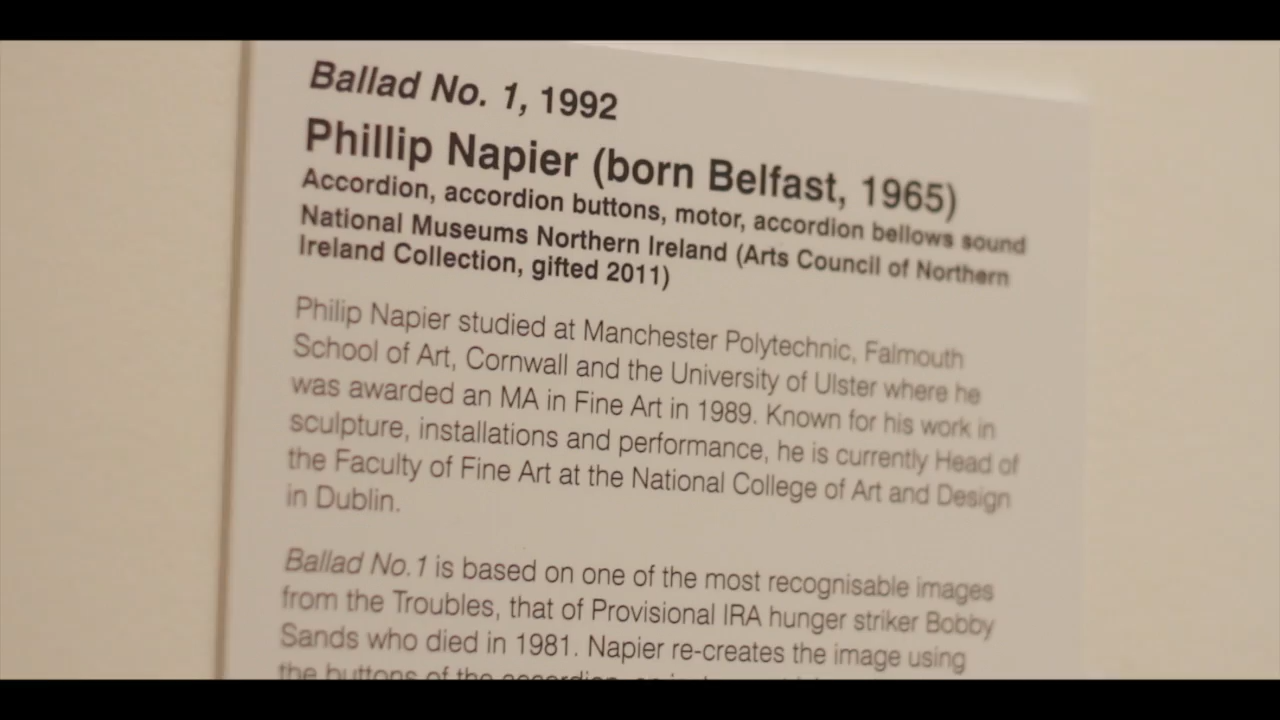 Ballad No. 1, 1992
Phillip Napier (born Belfast, 1965)
Accordion, accordion buttons, motor, accordion bellows sound
National Museums Northern Ireland (Arts Council of Northern
Ireland Collection, gifted 2011)
Philip Napier studied at Manchester Polytechnic, Falmouth
School of Art, Cornwall and the University of Ulster where he
was awarded an MA in Fine Art in 1989. Known for his work in
sculpture, installations and performance, he is currently Head of
the Faculty of Fine Art at the National College of Art and Design
in Dublin.
Ballad No.1 is based on one of the most recognisable images
from the Troubles, that of Provisional IRA hunger striker Bobby
Sands who died in 1981. Napier re-creates the image using
the buttons of the accordion,